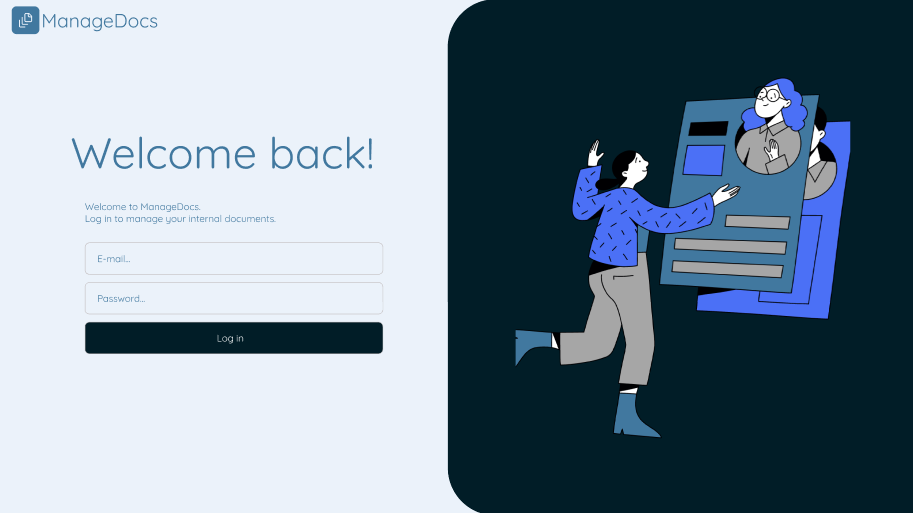 ManageDocs
Welcome back!
Welcome to ManageDocs.
Log in to manage your internal documents.
E-mail...
Password...
Log in